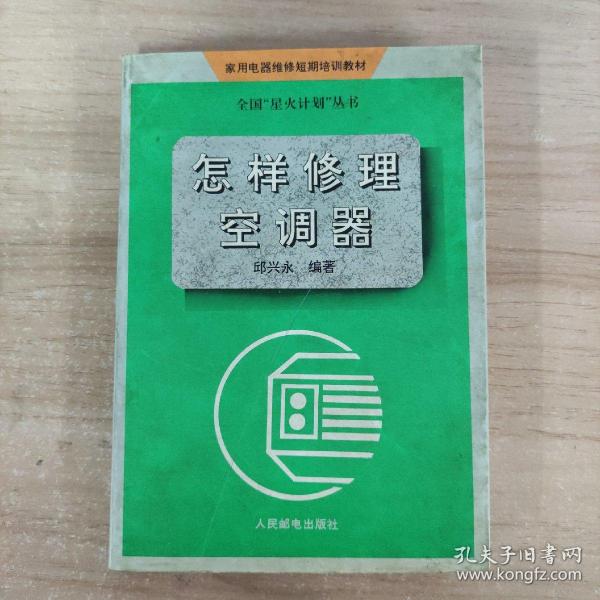 家用电器维修短期培训教材
全国“星火计划”丛书
怎样修理
空调器
邱兴永 编著
人民邮电出版社
孔夫子旧书网
www.kongfz.com